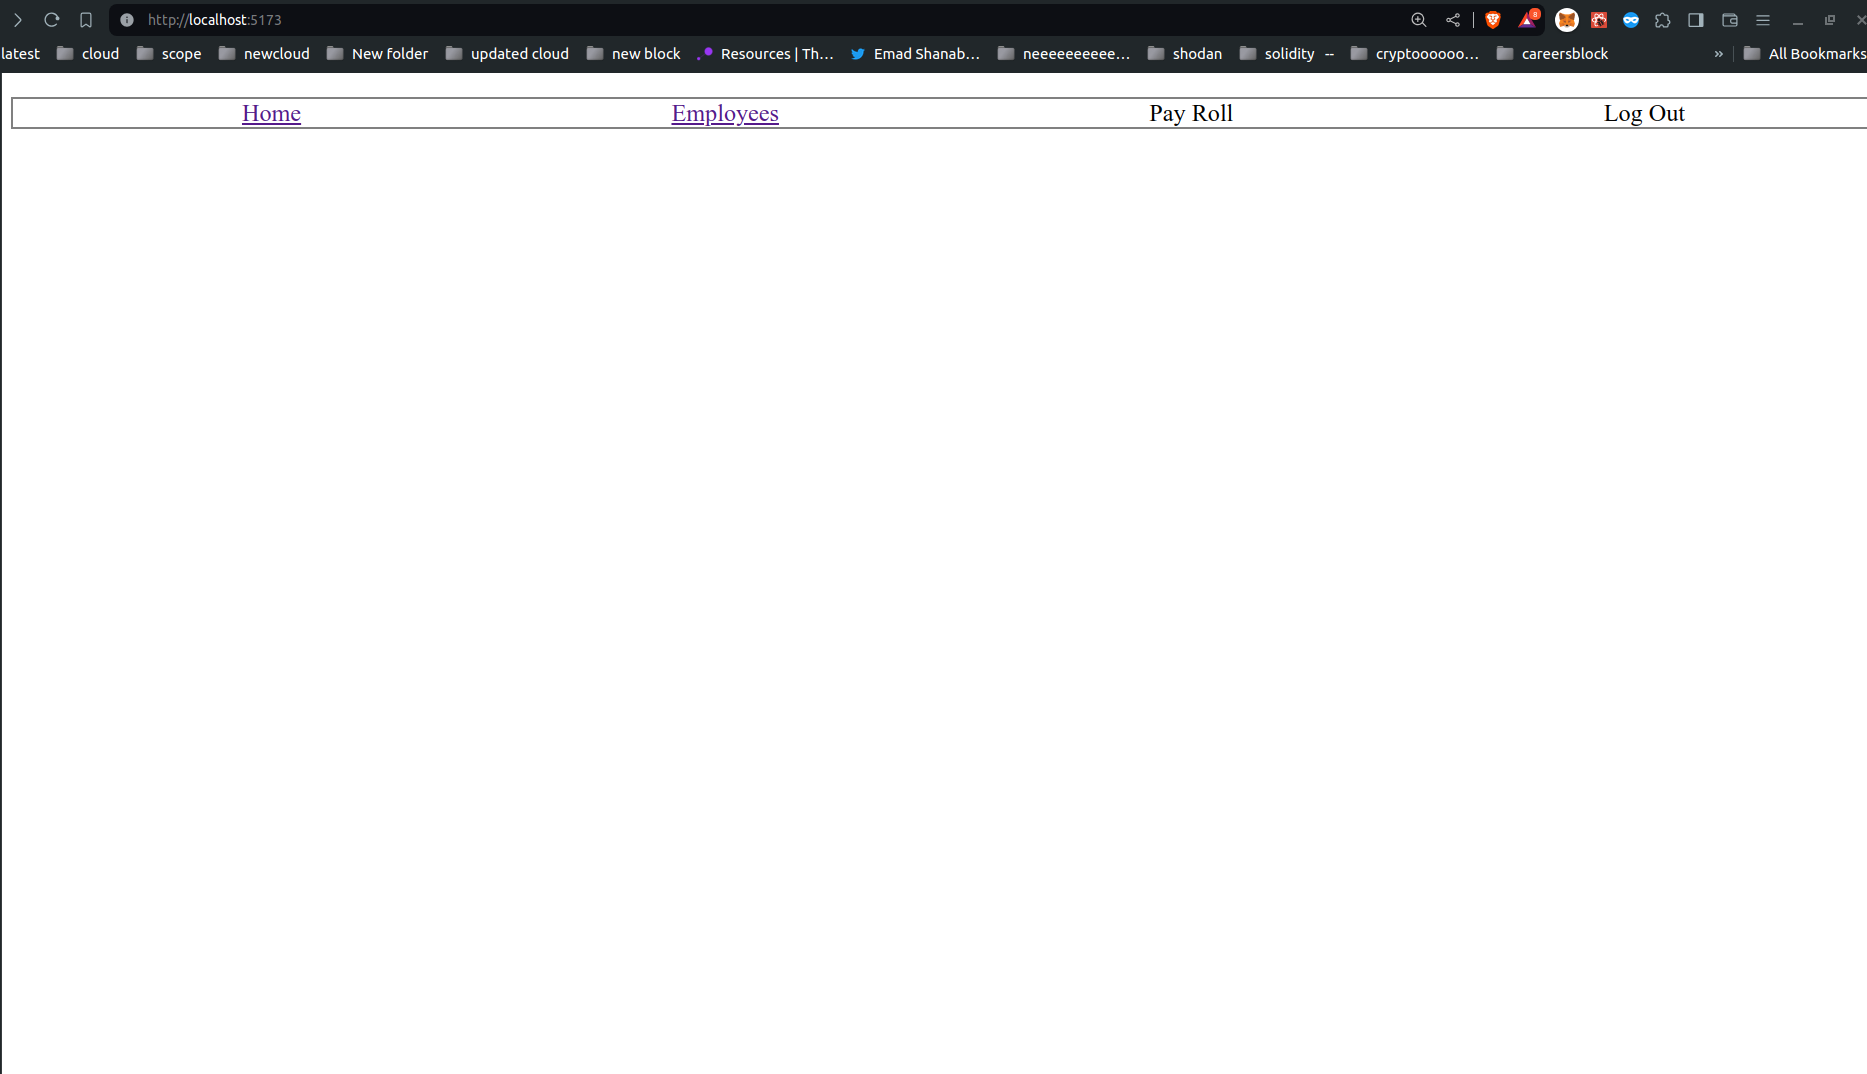 http://localhost:5173 8
latest cloud scope newcloud New folder updated cloud new block Resources | Th... Emad Shanab... neeeeeeeeee... shodan solidity -- cryptoooooo... careersblock » All Bookmarks
Home Employees Pay Roll Log Out